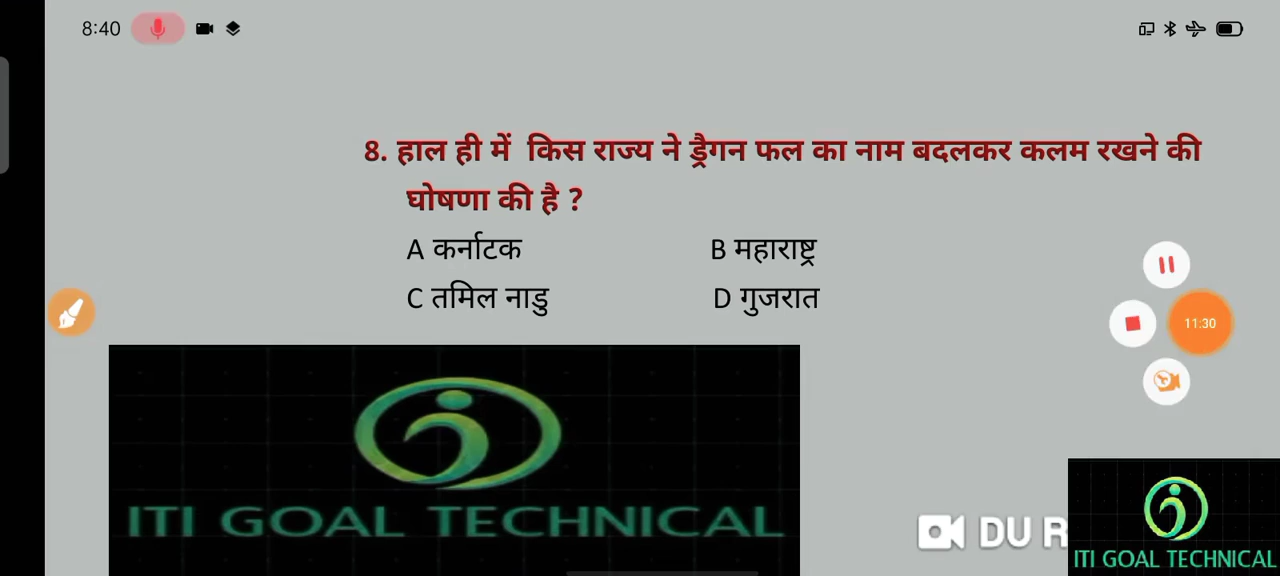 8:40
8. हाल ही में किस राज्य ने ड्रैगन फल का नाम बदलकर कलम रखने की
घोषणा की है ?
A कर्नाटक B महाराष्ट्र
C तमिल नाडु D गुजरात
11:30
ITI GOAL TECHNICAL
DU R
ITI GOAL TECHNICAL